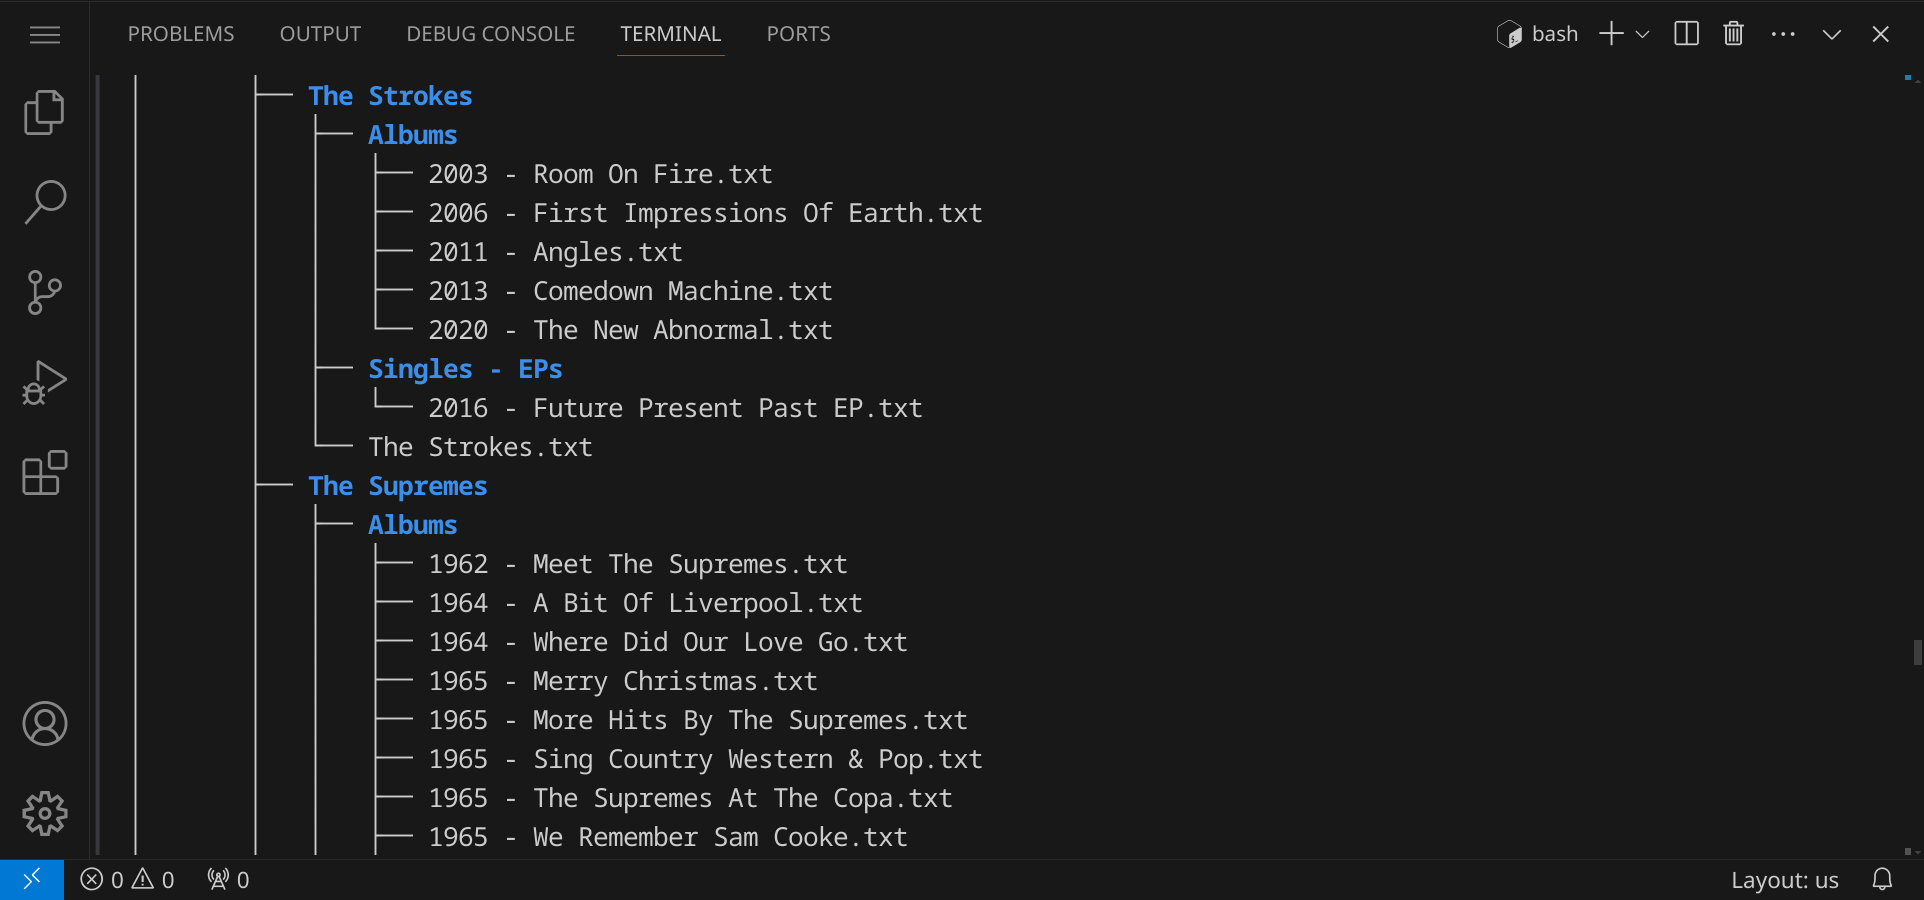 PROBLEMS OUTPUT DEBUG CONSOLE TERMINAL PORTS bash
├── The Strokes
├── Albums
├── 2003 - Room On Fire.txt
├── 2006 - First Impressions Of Earth.txt
├── 2011 - Angles.txt
├── 2013 - Comedown Machine.txt
└── 2020 - The New Abnormal.txt
├── Singles - EPs
└── 2016 - Future Present Past EP.txt
└── The Strokes.txt
├── The Supremes
├── Albums
├── 1962 - Meet The Supremes.txt
├── 1964 - A Bit Of Liverpool.txt
├── 1964 - Where Did Our Love Go.txt
├── 1965 - Merry Christmas.txt
├── 1965 - More Hits By The Supremes.txt
├── 1965 - Sing Country Western & Pop.txt
├── 1965 - The Supremes At The Copa.txt
├── 1965 - We Remember Sam Cooke.txt
0 0 0 Layout: us